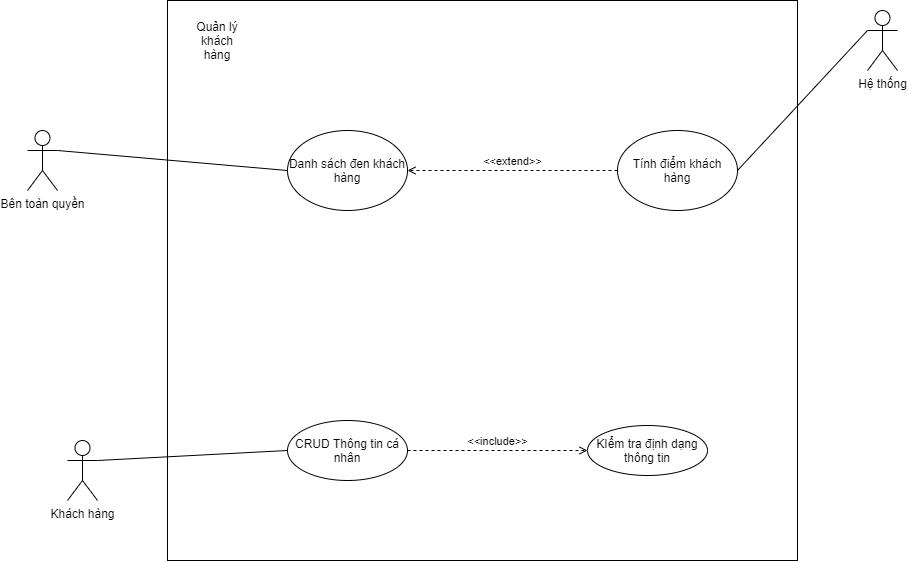 Quản lý
khách
hàng
Hệ thống
Bên toàn quyền
Danh sách đen khách
hàng
<<extend>>
Tính điểm khách
hàng
Khách hàng
CRUD Thông tin cá
nhân
<<include>>
KIểm tra định dạng
thông tin